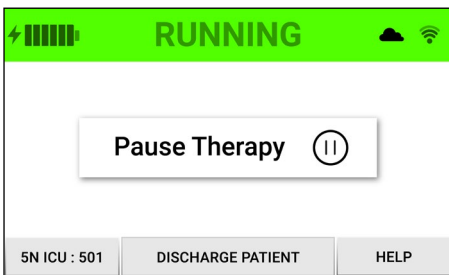 RUNNING
Pause Therapy
5N ICU : 501 DISCHARGE PATIENT HELP